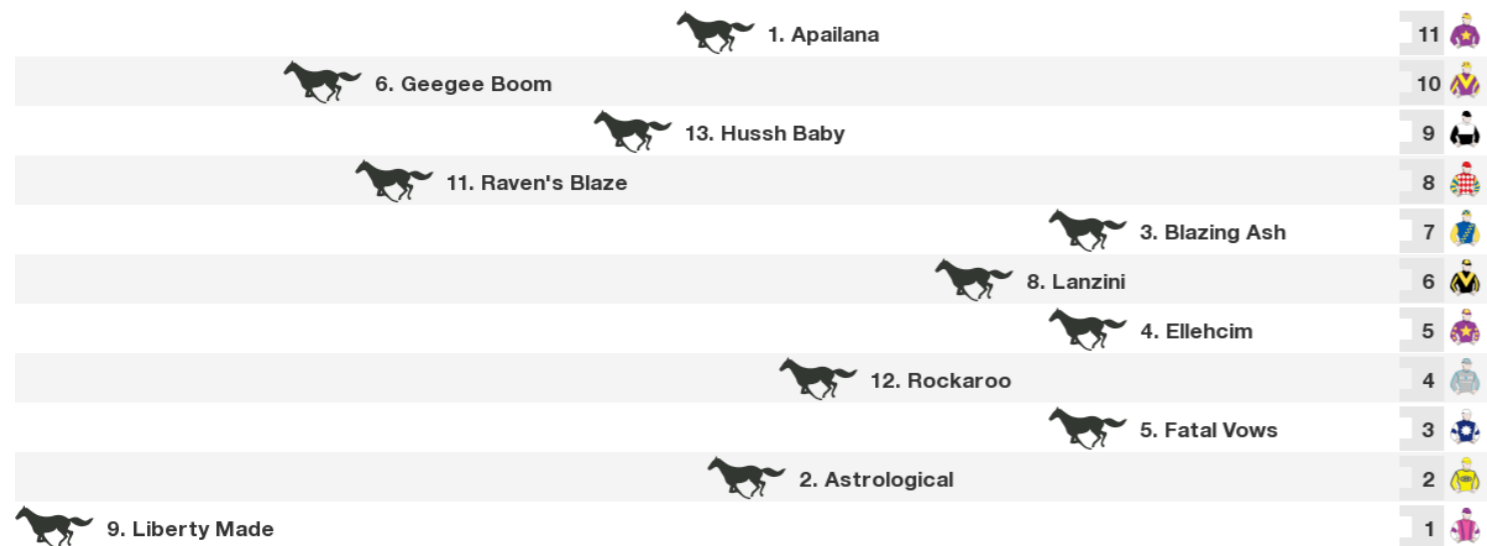 1. Apailana 11
6. Geegee Boom 10
13. Hussh Baby 9
11. Raven's Blaze 8
3. Blazing Ash 7
8. Lanzini 6
4. Ellehcim 5
12. Rockaroo 4
5. Fatal Vows 3
2. Astrological 2
9. Liberty Made 1